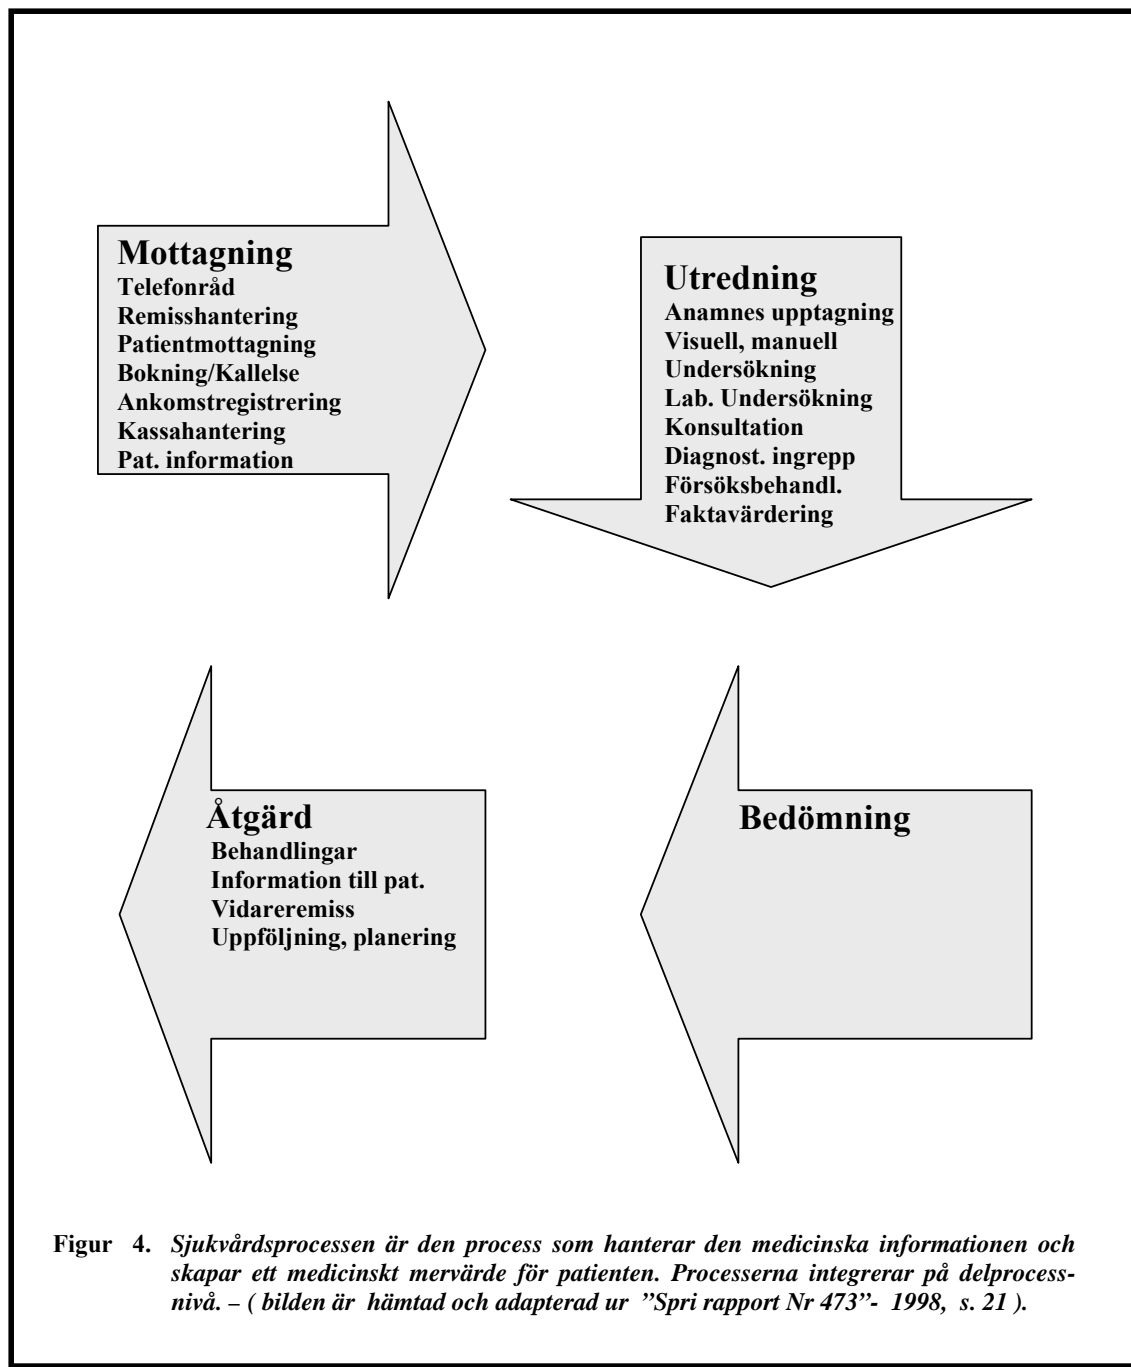 Mottagning
Telefonråd
Remisshantering
Patientmottagning
Bokning/Kallelse
Ankomstregistrering
Kassahantering
Pat. information
Utredning
Anamnes upptagning
Visuell, manuell
Undersökning
Lab. Undersökning
Konsultation
Diagnost. ingrepp
Försöksbehandl.
Faktavärdering
Åtgärd
Behandlingar
Information till pat.
Vidareremiss
Uppföljning, planering
Bedömning
Figur 4. Sjukvårdsprocessen är den process som hanterar den medicinska informationen och
skapar ett medicinskt mervärde för patienten. Processerna integrerar på delprocess-
nivå. – ( bilden är hämtad och adapterad ur ”Spri rapport Nr 473”- 1998, s. 21 ).